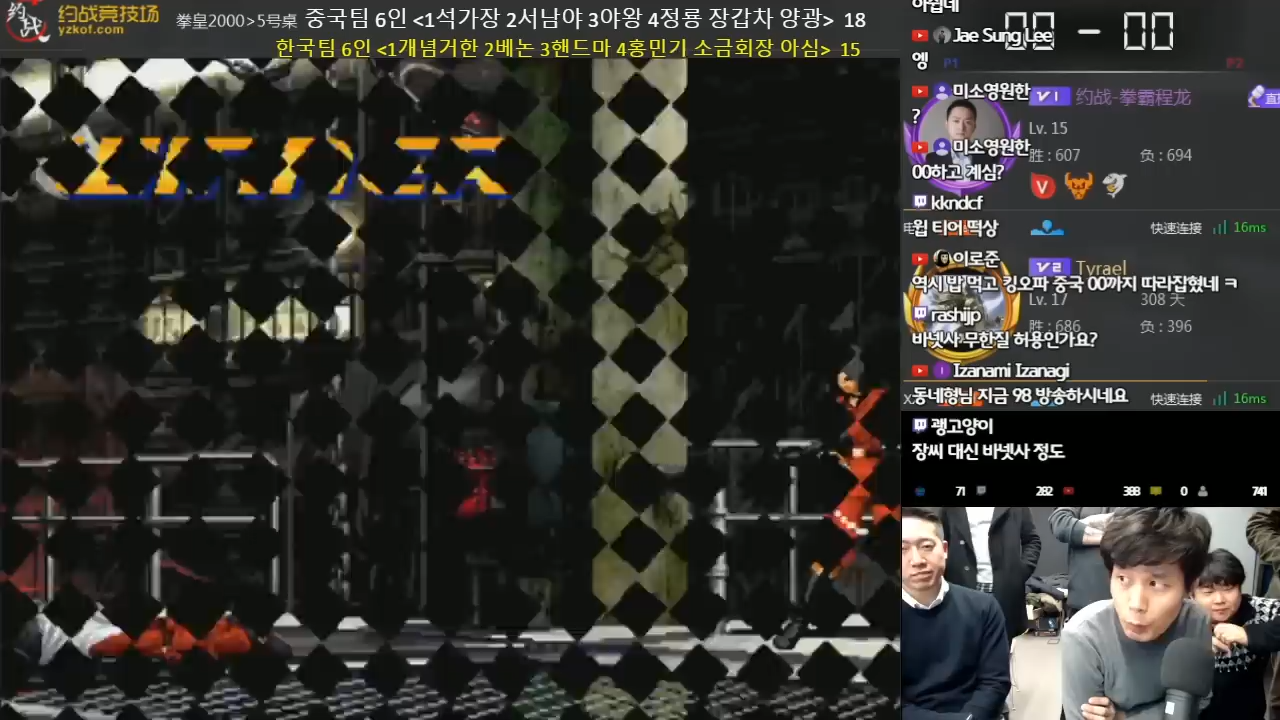 约战
约战竞技场
yzkof.com
拳皇2000>5号桌 중국팀 6인 <1석가장 2서남아 3야왕 4정룡 장갑차 양광> 18
한국팀 6인 <1개념거한 2베논 3핸드마 4홍민기 소금회장 아심> 15
00 - 00
P1 P2
Jae Sung Lee
엥
미소영원한
?
미소영원한
00하고 계심?
kkndcf
윕 티어 떡상
이로준
역시 밥 먹고 킹오파 중국 00까지 따라잡혔네 ㅋ
rashijp
바넷사 무한질 허용인가요?
Izanami Izanagi
동네형님 지금 98 방송하시네요
괭고양이
장씨 대신 바넷사 정도
V1 约战-拳霸程龙
Lv. 15
胜 : 607 负 : 694
快速连接 16ms
V2 Tyrael
Lv. 17 308 天
胜 : 686 负 : 396
快速连接 16ms
71 282 388 0 741